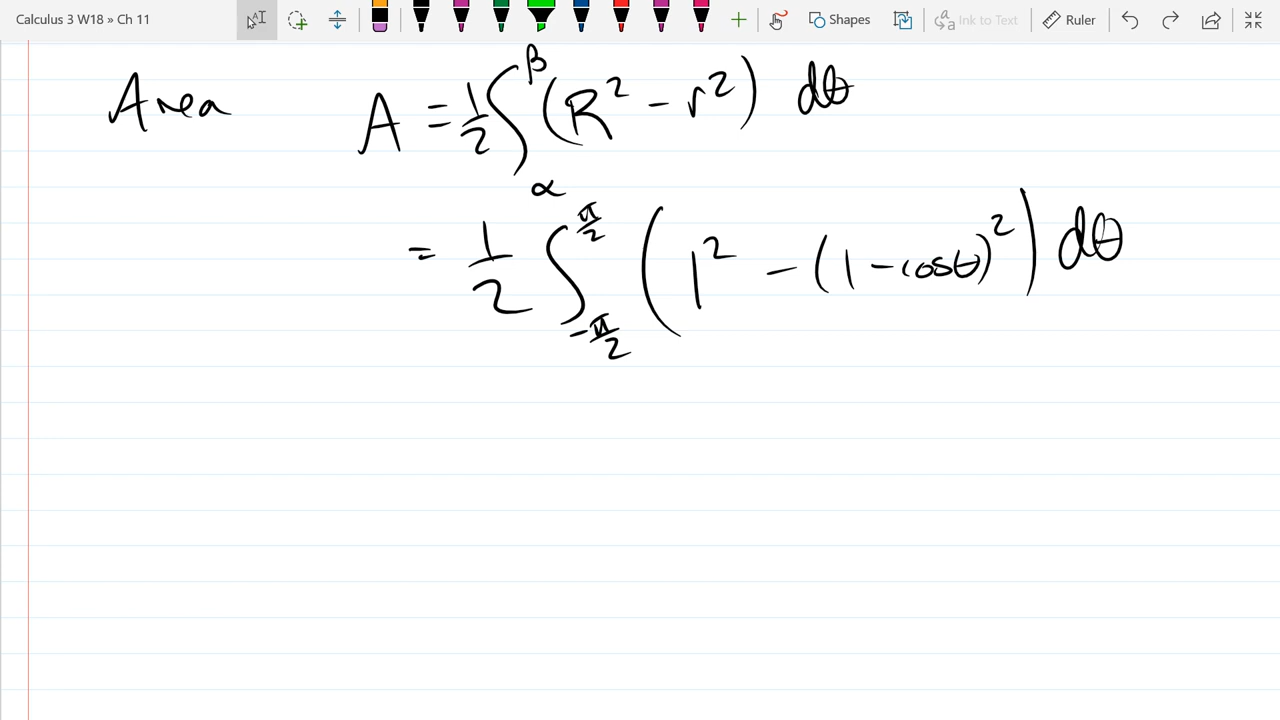 Calculus 3 W18 » Ch 11
Shapes
Ink to Text
Ruler
Area A = 1/2 ∫_α^β (R² - r²) dθ
= 1/2 ∫_{-π/2}^{π/2} (1² - (1 - cosθ)²) dθ